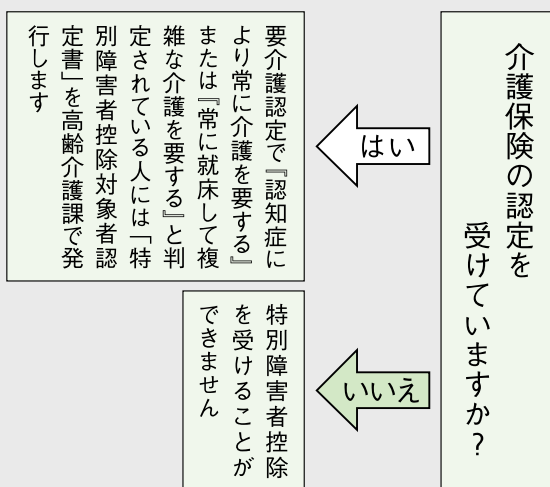 介護保険の認定を
受けていますか？
はい
要介護認定で『認知症に
より常に介護を要する』
または『常に就床して複
雑な介護を要する』と判
定されている人には「特
別障害者控除対象者認
定書」を高齢介護課で発
行します
いいえ
特別障害者控除
を受けることが
できません